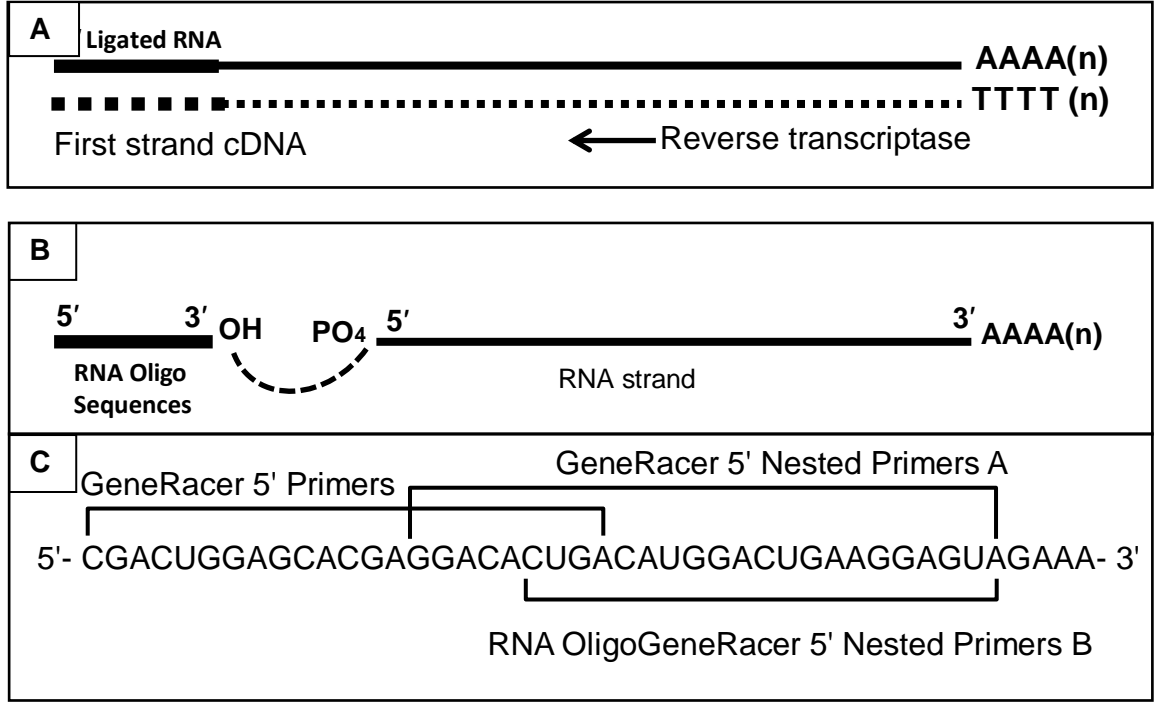 A
′ Ligated RNA
AAAA(n)
TTTT (n)
First strand cDNA
Reverse transcriptase
B
5′ 3′ OH PO4 5′ 3′ AAAA(n)
RNA Oligo
Sequences
RNA strand
C
GeneRacer 5' Nested Primers A
GeneRacer 5' Primers
5'- CGACUGGAGCACGAGGACACUGACAUGGACUGAAGGAGUAGAAA- 3'
RNA OligoGeneRacer 5' Nested Primers B